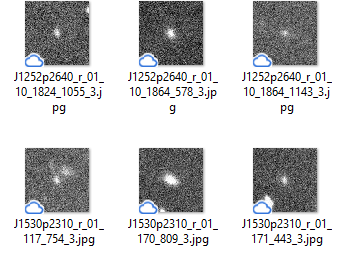 J1252p2640_r_01_
10_1824_1055_3.j
pg
J1252p2640_r_01_
10_1864_578_3.jp
g
J1252p2640_r_01_
10_1864_1143_3.j
pg
J1530p2310_r_01_
117_754_3.jpg
J1530p2310_r_01_
170_809_3.jpg
J1530p2310_r_01_
171_443_3.jpg